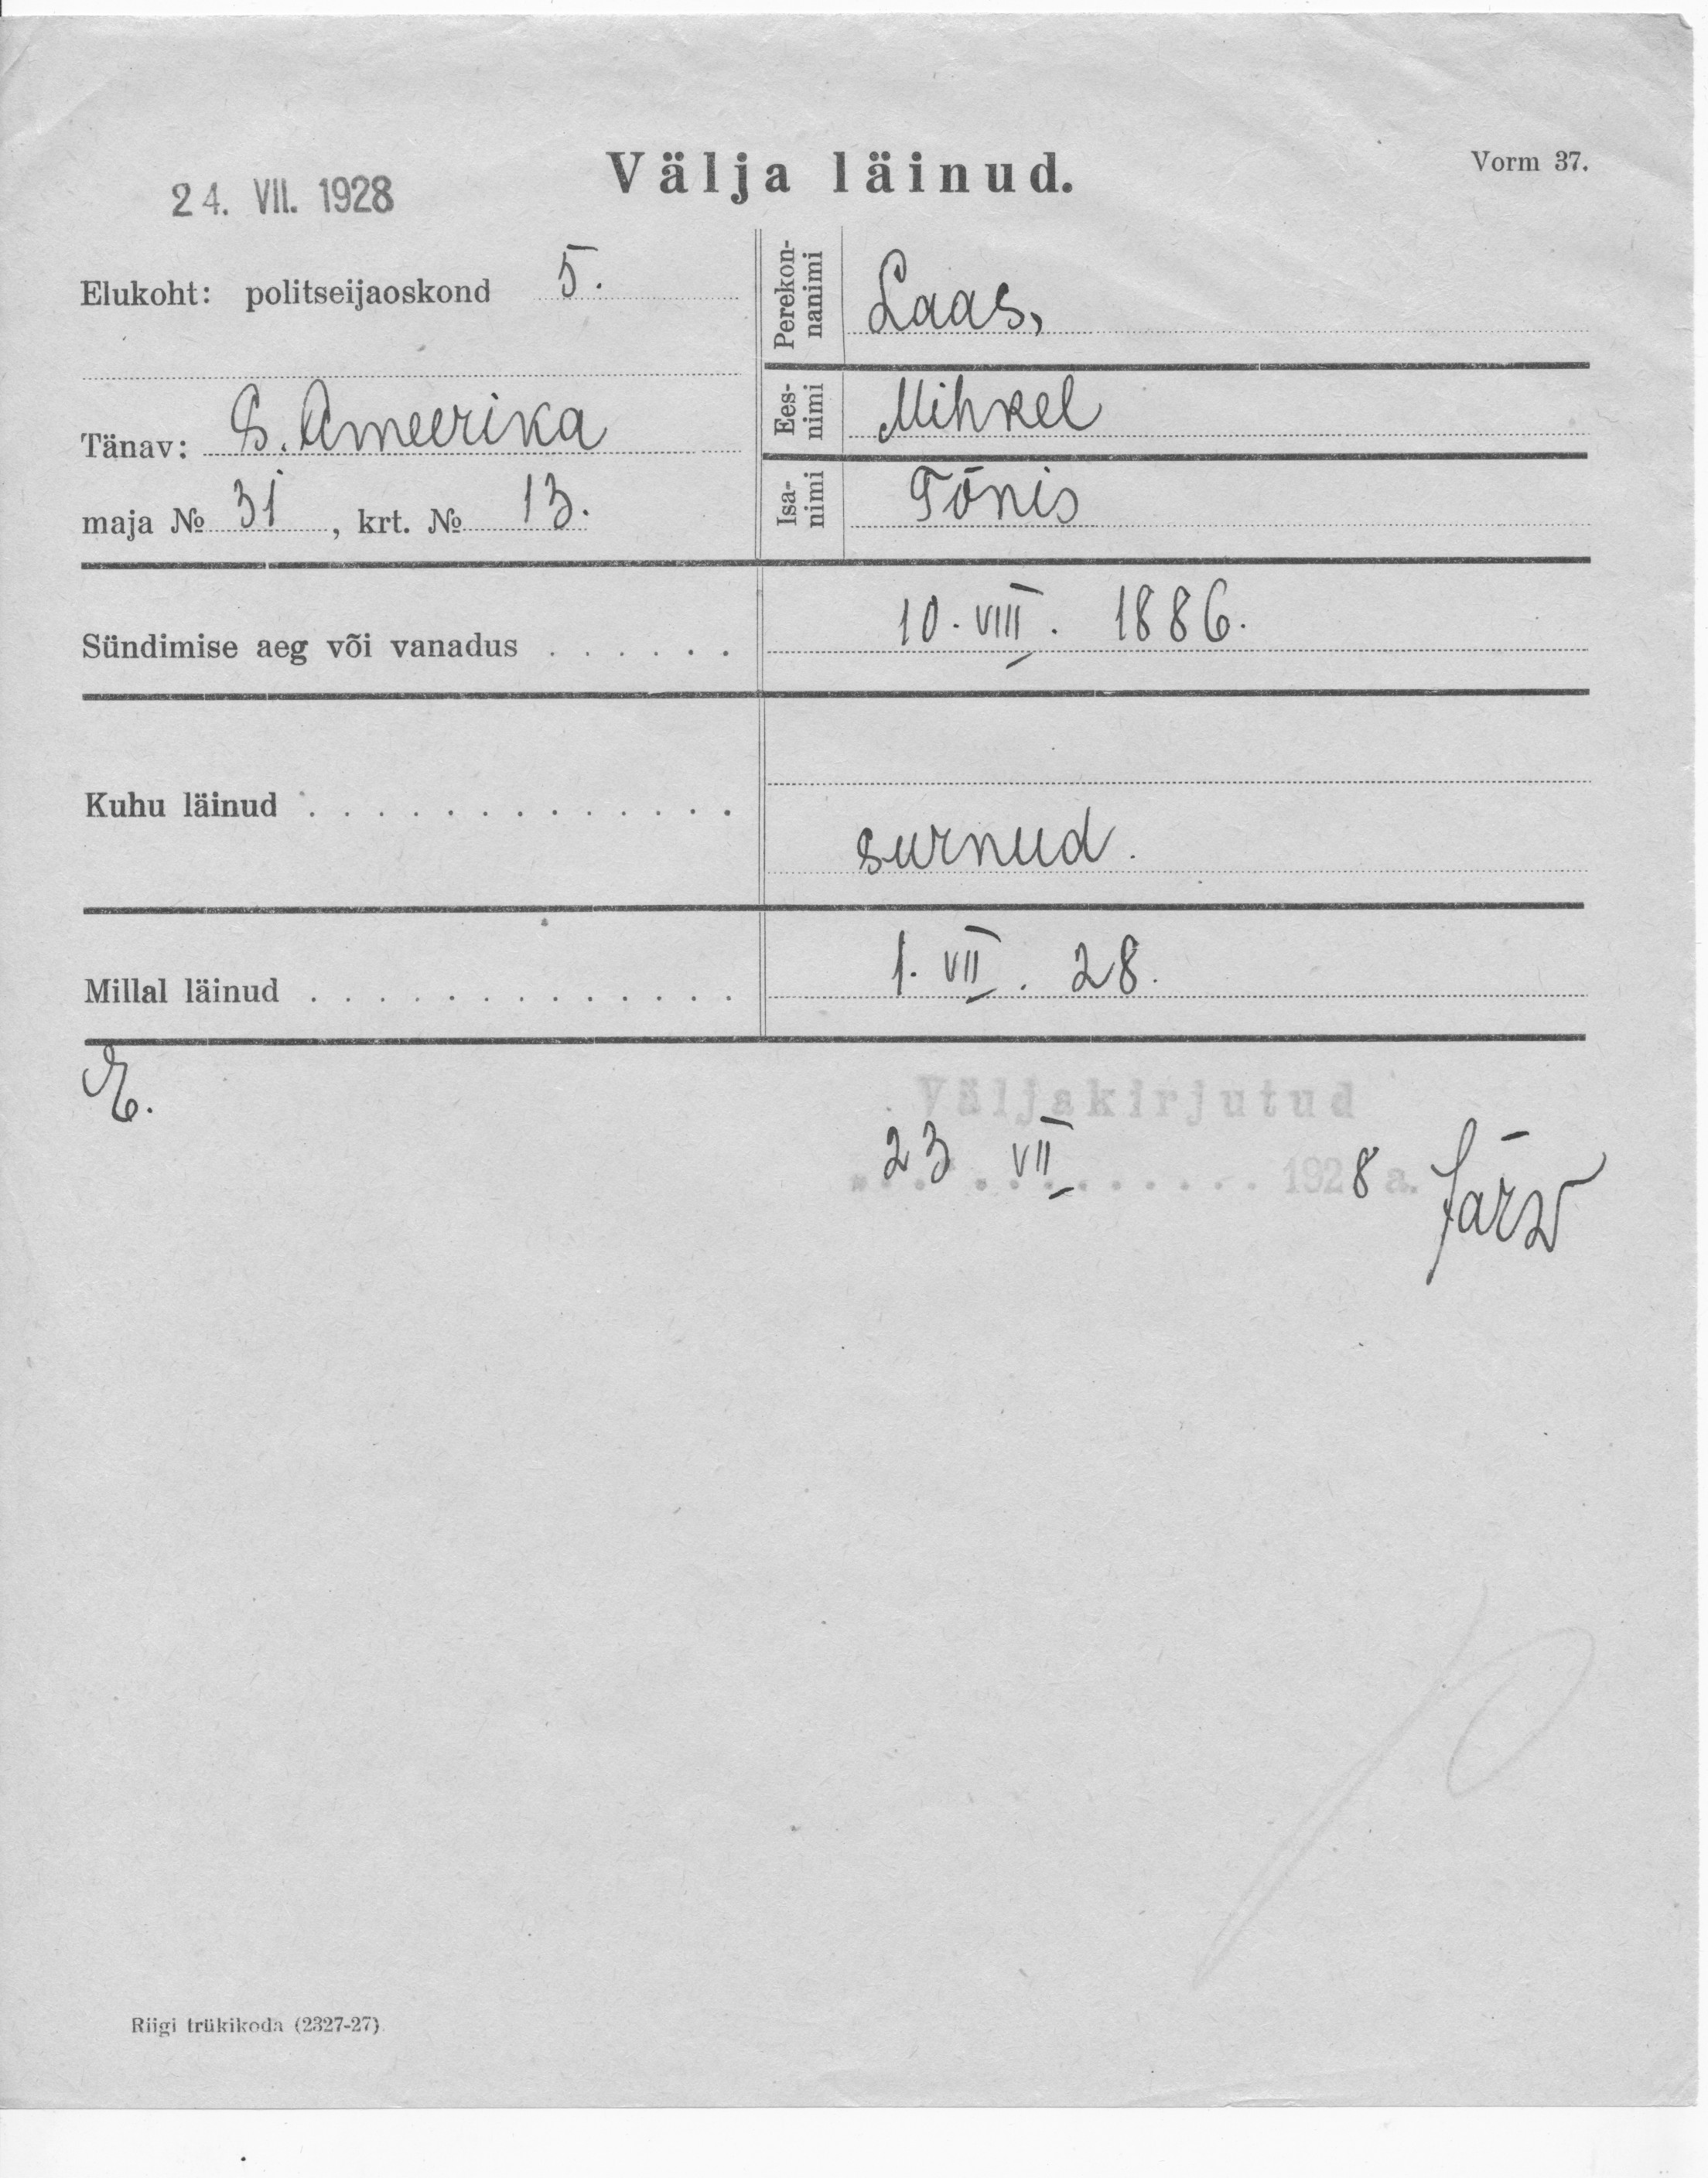 Välja läinud.
Vorm 37.
24. VII. 1928
Elukoht: politseijaoskond 5.
Tänav: S. Ameerika
maja № 31, krt. № 13.
Perekon-
nanimi
Laas,
Ees-
nimi
Mihkel
Isa-
nimi
Tõnis
Sündimise aeg või vanadus . . . . . . 10. VIII. 1886.
Kuhu läinud . . . . . . . . . . . . .
surnud.
Millal läinud . . . . . . . . . . . . . 1. VII. 28.
E.
Väljakirjutud
23 VII 1928 a. Järw
Riigi trükikoda (2327-27)